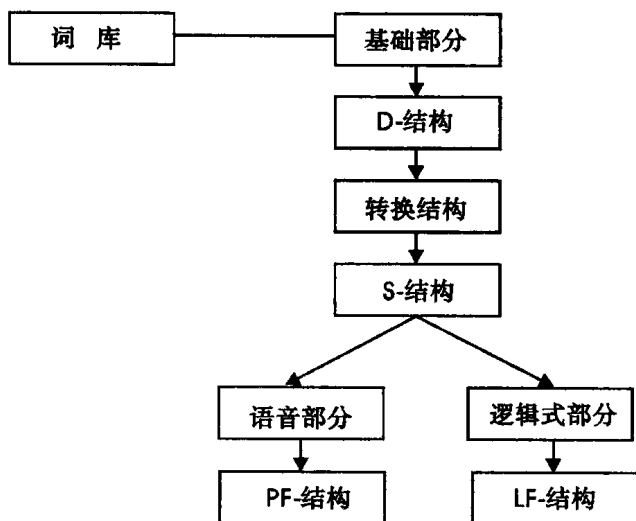 词 库
基础部分
D-结构
转换结构
S-结构
语音部分
逻辑式部分
PF-结构
LF-结构